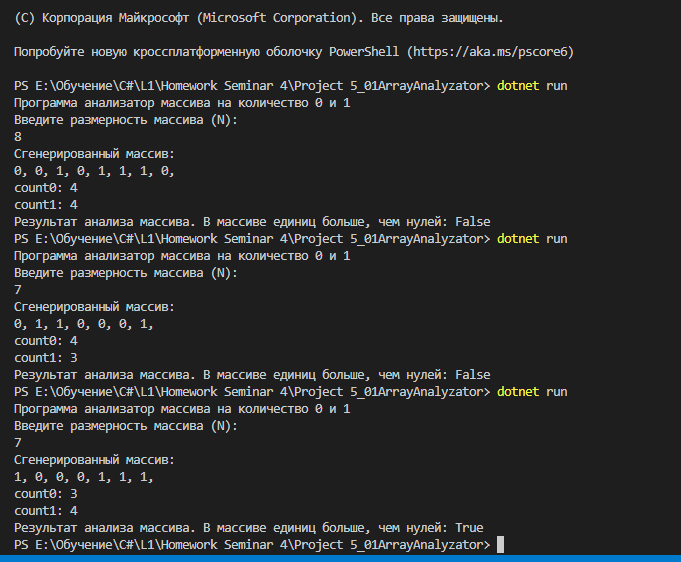 (C) Корпорация Майкрософт (Microsoft Corporation). Все права защищены.
Попробуйте новую кроссплатформенную оболочку PowerShell (https://aka.ms/pscore6)
PS E:\Обучение\C#\L1\Homework Seminar 4\Project 5_01ArrayAnalyzator> dotnet run
Программа анализатор массива на количество 0 и 1
Введите размерность массива (N):
8
Сгенерированный массив:
0, 0, 1, 0, 1, 1, 1, 0,
count0: 4
count1: 4
Результат анализа массива. В массиве единиц больше, чем нулей: False
PS E:\Обучение\C#\L1\Homework Seminar 4\Project 5_01ArrayAnalyzator> dotnet run
Программа анализатор массива на количество 0 и 1
Введите размерность массива (N):
7
Сгенерированный массив:
0, 1, 1, 0, 0, 0, 1,
count0: 4
count1: 3
Результат анализа массива. В массиве единиц больше, чем нулей: False
PS E:\Обучение\C#\L1\Homework Seminar 4\Project 5_01ArrayAnalyzator> dotnet run
Программа анализатор массива на количество 0 и 1
Введите размерность массива (N):
7
Сгенерированный массив:
1, 0, 0, 0, 1, 1, 1,
count0: 3
count1: 4
Результат анализа массива. В массиве единиц больше, чем нулей: True
PS E:\Обучение\C#\L1\Homework Seminar 4\Project 5_01ArrayAnalyzator>